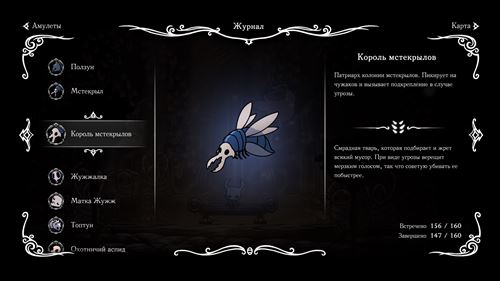 Амулеты
Журнал
Карта
Ползун
Мстекрыл
Король мстекрылов
Жужжалка
Матка Жужж
Топтун
Охотничий аспид
Король мстекрылов
Патриарх колонии мстекрылов. Пикирует на
чужаков и вызывает подкрепление в случае
угрозы.
Смрадная тварь, которая подбирает и жрет
всякий мусор. При виде угрозы верещит
мерзким голосом, так что советую убивать ее
побыстрее.
Встречено 156 / 160
Завершено 147 / 160